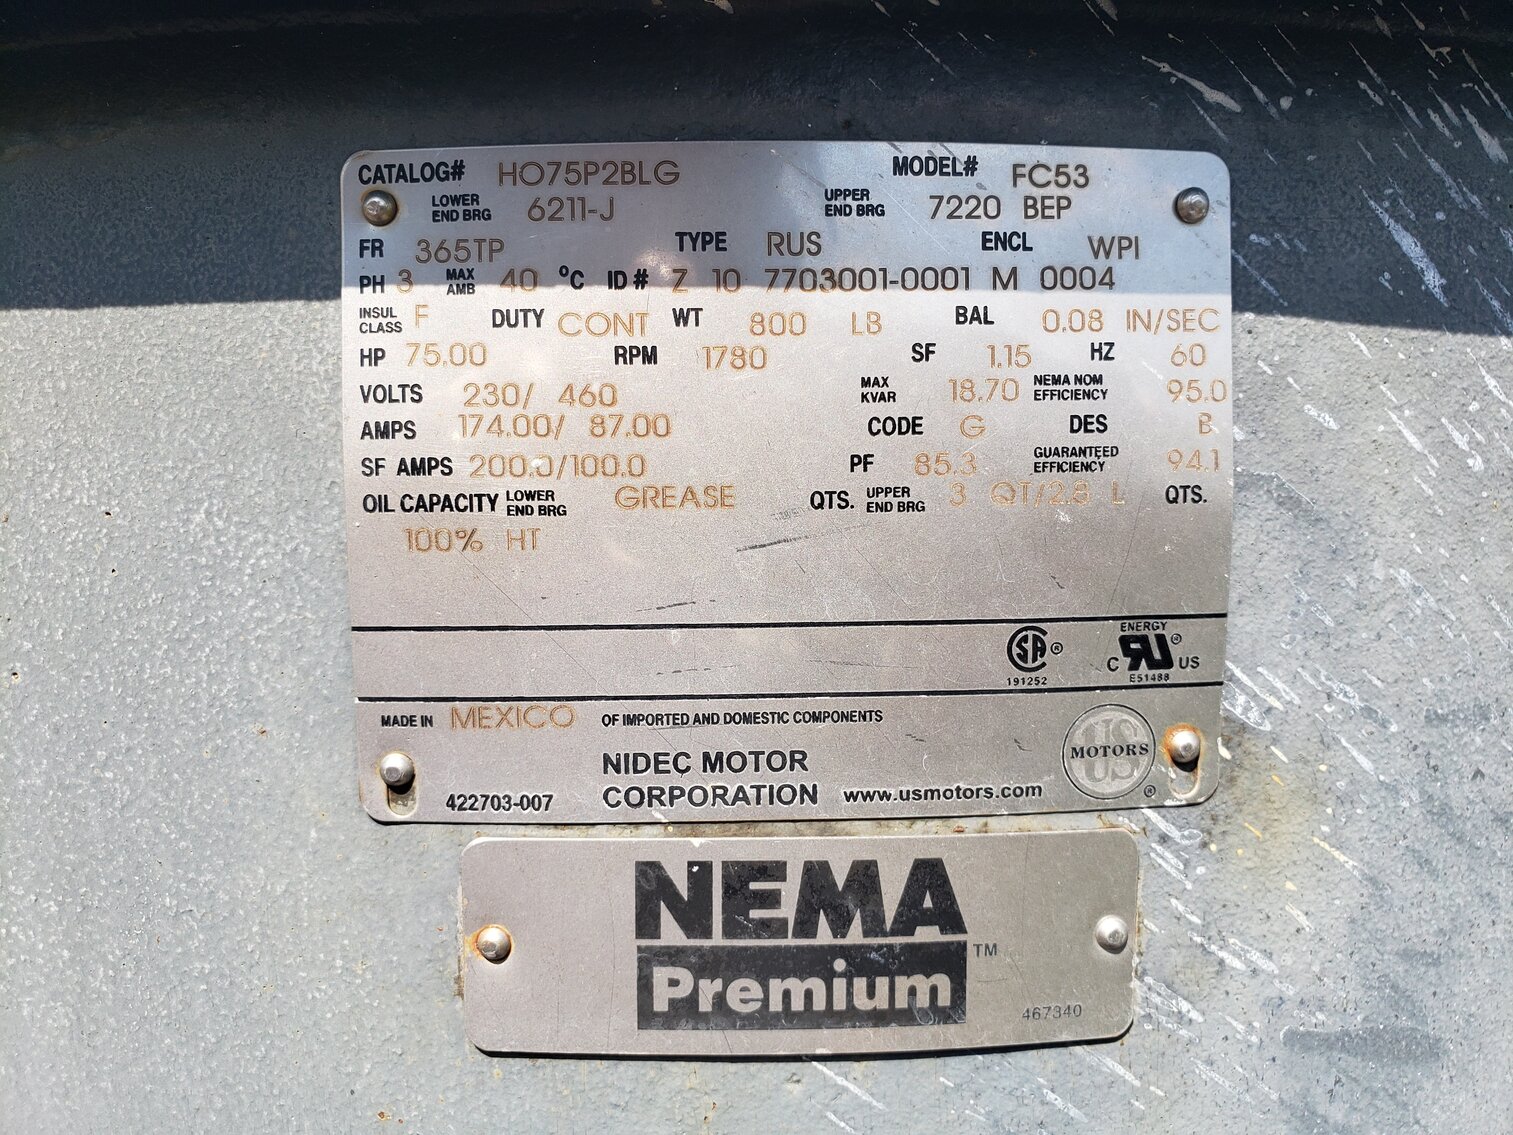 CATALOG# HO75P2BLG MODEL# FC53
LOWER END BRG 6211-J UPPER END BRG 7220 BEP
FR 365TP TYPE RUS ENCL WPI
PH 3 MAX AMB 40 °C ID# Z 10 7703001-0001 M 0004
INSUL CLASS F DUTY CONT WT 800 LB BAL 0.08 IN/SEC
HP 75.00 RPM 1780 SF 1.15 HZ 60
VOLTS 230/ 460 MAX KVAR 18.70 NEMA NOM EFFICIENCY 95.0
AMPS 174.00/ 87.00 CODE G DES B
SF AMPS 200.0/100.0 PF 85.3 GUARANTEED EFFICIENCY 94.1
OIL CAPACITY LOWER END BRG GREASE QTS. UPPER END BRG 3 QT/2.8 L QTS.
100% HT
SA ® 191252
ENERGY C RU ® US E51488
MADE IN MEXICO OF IMPORTED AND DOMESTIC COMPONENTS
NIDEC MOTOR
422703-007 CORPORATION www.usmotors.com
US MOTORS ®
NEMA
Premium ™
467340